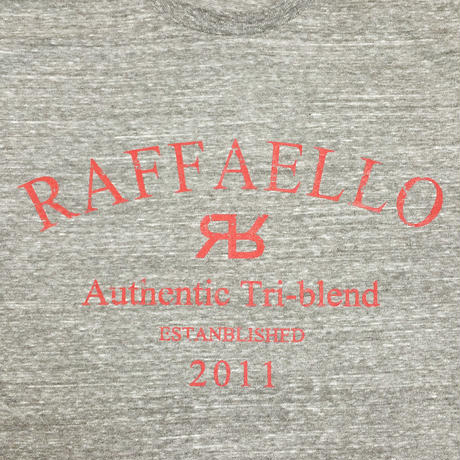 RAFFAELLO
RR
Authentic Tri-blend
ESTANBLISHED
2011